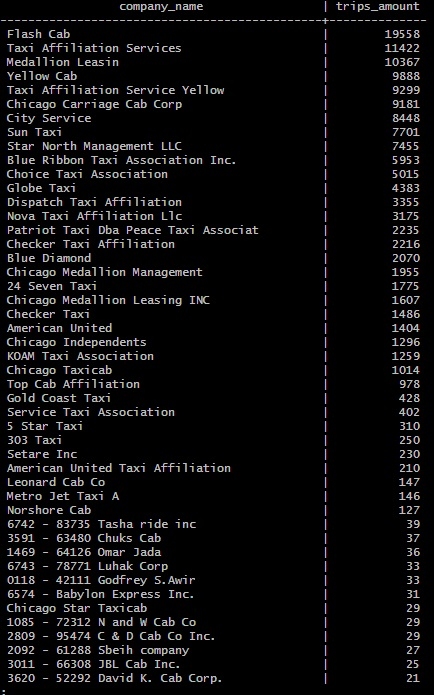 company_name | trips_amount
--------------------------------------+--------------
Flash Cab | 19558
Taxi Affiliation Services | 11422
Medallion Leasin | 10367
Yellow Cab | 9888
Taxi Affiliation Service Yellow | 9299
Chicago Carriage Cab Corp | 9181
City Service | 8448
Sun Taxi | 7701
Star North Management LLC | 7455
Blue Ribbon Taxi Association Inc. | 5953
Choice Taxi Association | 5015
Globe Taxi | 4383
Dispatch Taxi Affiliation | 3355
Nova Taxi Affiliation Llc | 3175
Patriot Taxi Dba Peace Taxi Associat | 2235
Checker Taxi Affiliation | 2216
Blue Diamond | 2070
Chicago Medallion Management | 1955
24 Seven Taxi | 1775
Chicago Medallion Leasing INC | 1607
Checker Taxi | 1486
American United | 1404
Chicago Independents | 1296
KOAM Taxi Association | 1259
Chicago Taxicab | 1014
Top Cab Affiliation | 978
Gold Coast Taxi | 428
Service Taxi Association | 402
5 Star Taxi | 310
303 Taxi | 250
Setare Inc | 230
American United Taxi Affiliation | 210
Leonard Cab Co | 147
Metro Jet Taxi A | 146
Norshore Cab | 127
6742 - 83735 Tasha ride inc | 39
3591 - 63480 Chuks Cab | 37
1469 - 64126 Omar Jada | 36
6743 - 78771 Luhak Corp | 33
0118 - 42111 Godfrey S.Awir | 33
6574 - Babylon Express Inc. | 31
Chicago Star Taxicab | 29
1085 - 72312 N and W Cab Co | 29
2809 - 95474 C & D Cab Co Inc. | 29
2092 - 61288 Sbeih company | 27
3011 - 66308 JBL Cab Inc. | 25
3620 - 52292 David K. Cab Corp. | 21
: